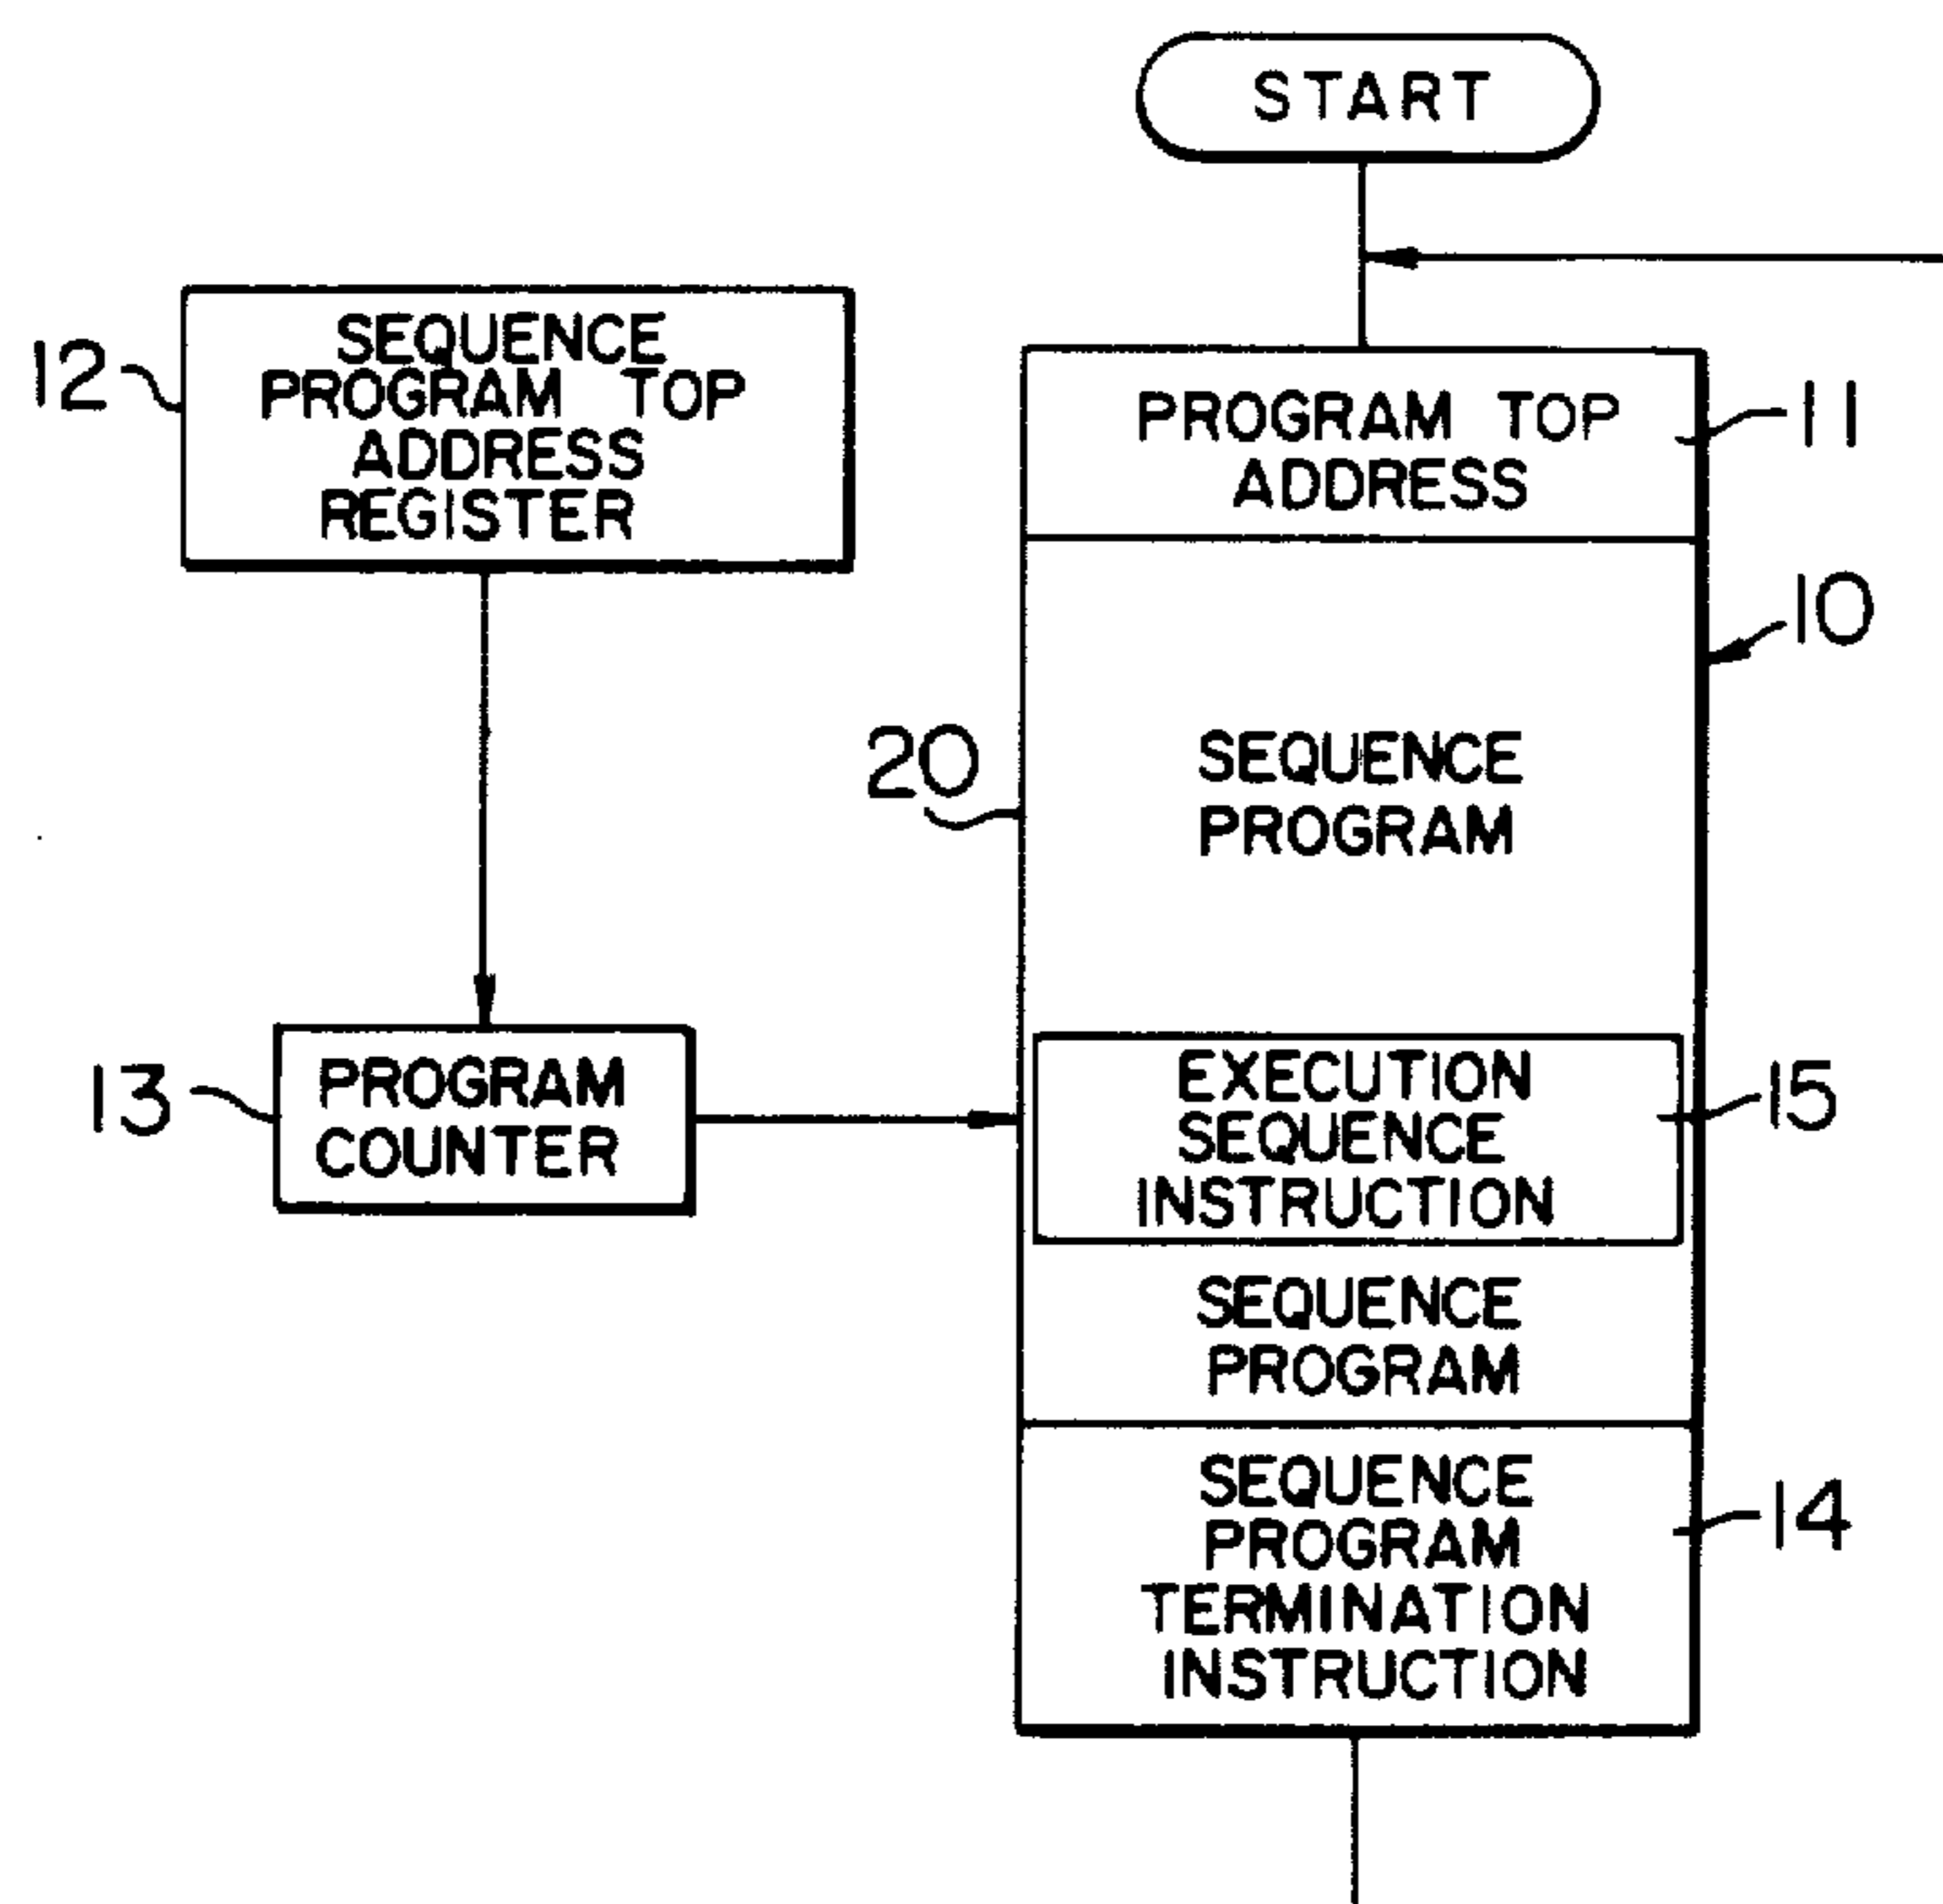 START
12
SEQUENCE
PROGRAM TOP
ADDRESS
REGISTER
PROGRAM TOP
ADDRESS
11
10
20
SEQUENCE
PROGRAM
13
PROGRAM
COUNTER
EXECUTION
SEQUENCE
INSTRUCTION
15
SEQUENCE
PROGRAM
SEQUENCE
PROGRAM
TERMINATION
INSTRUCTION
14